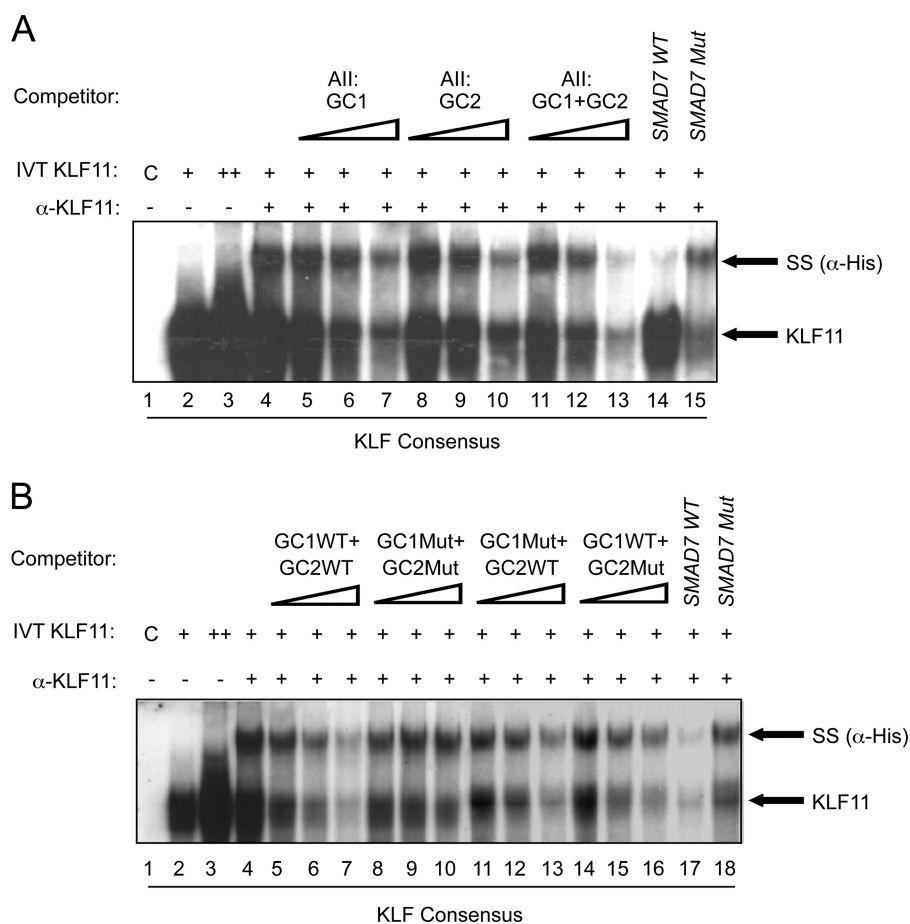 A
Competitor:
AII:
GC1
AII:
GC2
AII:
GC1+GC2
SMAD7 WT
SMAD7 Mut
IVT KLF11: C + ++ + + + + + + + + + + + +
α-KLF11: - - - + + + + + + + + + + + +
SS (α-His)
KLF11
1 2 3 4 5 6 7 8 9 10 11 12 13 14 15
KLF Consensus
B
Competitor:
GC1WT+
GC2WT
GC1Mut+
GC2Mut
GC1Mut+
GC2WT
GC1WT+
GC2Mut
SMAD7 WT
SMAD7 Mut
IVT KLF11: C + ++ + + + + + + + + + + + + + + +
α-KLF11: - - - + + + + + + + + + + + + + + +
SS (α-His)
KLF11
1 2 3 4 5 6 7 8 9 10 11 12 13 14 15 16 17 18
KLF Consensus